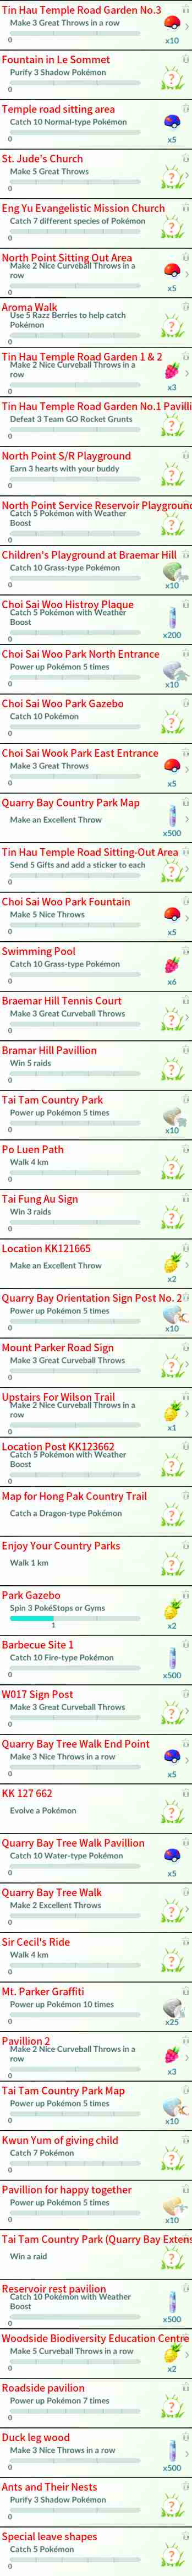 Tin Hau Temple Road Garden No.3
Make 3 Great Throws in a row
0
x10
Fountain in Le Sommet
Purify 3 Shadow Pokémon
0
Temple road sitting area
Catch 10 Normal-type Pokémon
0
x5
St. Jude's Church
Make 5 Great Throws
0
Eng Yu Evangelistic Mission Church
Catch 7 different species of Pokémon
0
North Point Sitting Out Area
Make 2 Nice Curveball Throws in a
row
0
x5
Aroma Walk
Use 5 Razz Berries to help catch
Pokémon
0
Tin Hau Temple Road Garden 1 & 2
Make 2 Nice Curveball Throws in a
row
0
x3
Tin Hau Temple Road Garden No.1 Pavilli
Defeat 3 Team GO Rocket Grunts
0
North Point S/R Playground
Earn 3 hearts with your buddy
0
North Point Service Reservoir Playground
Catch 5 Pokémon with Weather
Boost
0
Children's Playground at Braemar Hill
Catch 10 Grass-type Pokémon
0
x10
Choi Sai Woo Histroy Plaque
Catch 5 Pokémon with Weather
Boost
0
x200
Choi Sai Woo Park North Entrance
Power up Pokémon 5 times
0
x10
Choi Sai Woo Park Gazebo
Catch 10 Pokémon
0
Choi Sai Wook Park East Entrance
Make 3 Great Throws
0
x5
Quarry Bay Country Park Map
Make an Excellent Throw
x500
Tin Hau Temple Road Sitting-Out Area
Send 5 Gifts and add a sticker to each
0
Choi Sai Woo Park Fountain
Make 5 Nice Throws
0
x5
Swimming Pool
Catch 10 Grass-type Pokémon
0
x6
Braemar Hill Tennis Court
Make 3 Great Curveball Throws
0
Bramar Hill Pavillion
Win 5 raids
0
Tai Tam Country Park
Power up Pokémon 5 times
0
x10
Po Luen Path
Walk 4 km
0
Tai Fung Au Sign
Win 3 raids
0
Location KK121665
Make an Excellent Throw
x2
Quarry Bay Orientation Sign Post No. 2
Power up Pokémon 5 times
0
x10
Mount Parker Road Sign
Make 3 Great Curveball Throws
0
Upstairs For Wilson Trail
Make 2 Nice Curveball Throws in a
row
0
x1
Location Post KK123662
Catch 5 Pokémon with Weather
Boost
0
Map for Hong Pak Country Trail
Catch a Dragon-type Pokémon
Enjoy Your Country Parks
Walk 1 km
Park Gazebo
Spin 3 PokéStops or Gyms
1
x2
Barbecue Site 1
Catch 10 Fire-type Pokémon
0
x500
W017 Sign Post
Make 3 Great Curveball Throws
0
Quarry Bay Tree Walk End Point
Make 3 Nice Throws in a row
0
x5
KK 127 662
Evolve a Pokémon
Quarry Bay Tree Walk Pavillion
Catch 10 Water-type Pokémon
0
x5
Quarry Bay Tree Walk
Make 2 Excellent Throws
0
Sir Cecil's Ride
Walk 4 km
0
Mt. Parker Graffiti
Power up Pokémon 10 times
0
x25
Pavillion 2
Make 2 Nice Curveball Throws in a
row
0
x3
Tai Tam Country Park Map
Power up Pokémon 5 times
0
x10
Kwun Yum of giving child
Catch 7 Pokémon
0
Pavillion for happy together
Power up Pokémon 5 times
0
x10
Tai Tam Country Park (Quarry Bay Extens
Win a raid
Reservoir rest pavilion
Catch 10 Pokémon with Weather
Boost
0
x500
Woodside Biodiversity Education Centre
Make 5 Curveball Throws in a row
0
x2
Roadside pavilion
Power up Pokémon 7 times
0
Duck leg wood
Make 3 Nice Throws in a row
0
x500
Ants and Their Nests
Purify 3 Shadow Pokémon
0
Special leave shapes
Catch 5 Pokémon
0